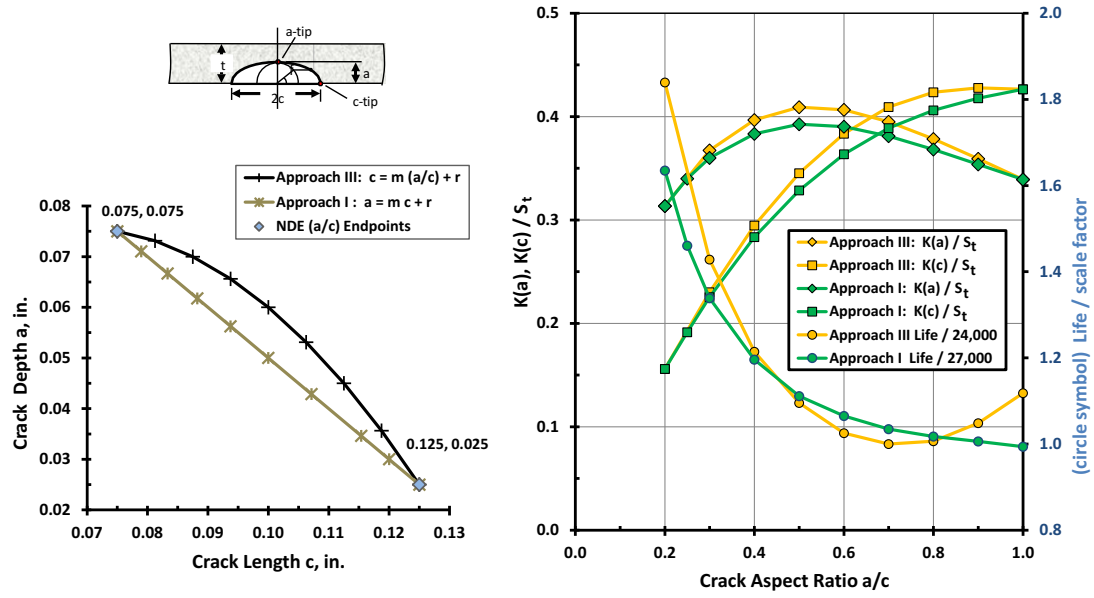 a-tip
t
a
2c
c-tip
Approach III: c = m (a/c) + r
Approach I : a = m c + r
NDE (a/c) Endpoints
0.075, 0.075
0.125, 0.025
0.08
0.07
0.06
0.05
0.04
0.03
0.02
0.07
0.08
0.09
0.10
0.11
0.12
0.13
Crack Depth a, in.
Crack Length c, in.
0.5
0.4
0.3
0.2
0.1
0.0
K(a), K(c) / St
2.0
1.8
1.6
1.4
1.2
1.0
0.8
(circle symbol) Life / scale factor
Approach III: K(a) / St
Approach III: K(c) / St
Approach I: K(a) / St
Approach I: K(c) / St
Approach III Life / 24,000
Approach I Life / 27,000
0.0
0.2
0.4
0.6
0.8
1.0
Crack Aspect Ratio a/c